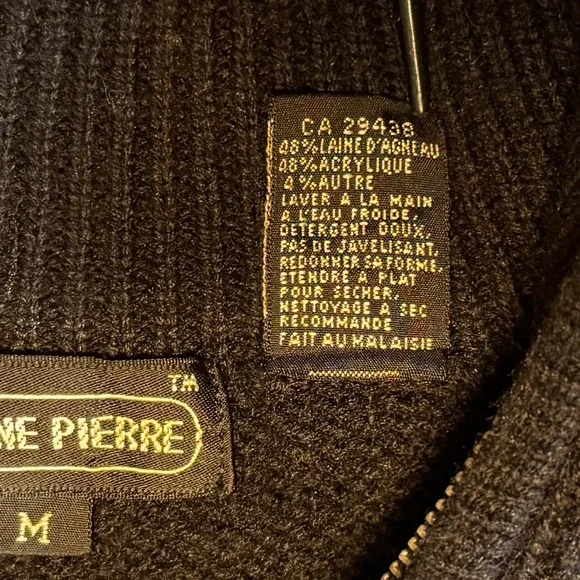 CA 29438
48% LAINE D'AGNEAU
48% ACRYLIQUE
4% AUTRE
LAVER A LA MAIN
A L'EAU FROIDE,
DETERGENT DOUX,
PAS DE JAVELISANT,
REDONNER SA FORME,
ETENDRE A PLAT
POUR SECHER,
NETTOYAGE A SEC
RECOMMANDE
FAIT AU MALAISIE
TM
NE PIERRE
M